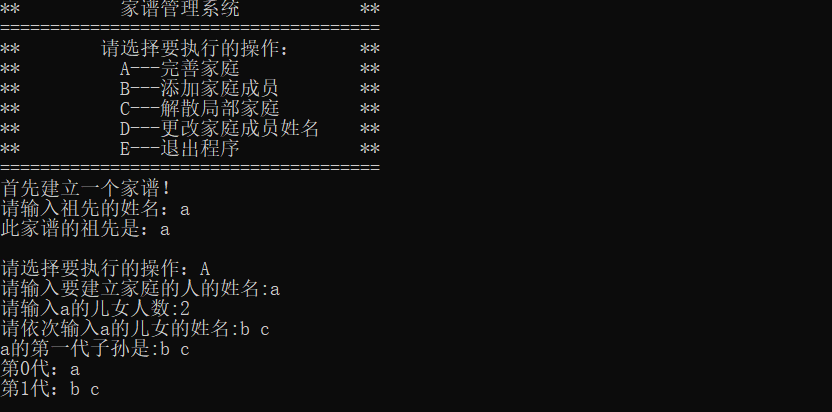 **          家谱管理系统            **
======================================
**        请选择要执行的操作：       **
**          A---完善家庭            **
**          B---添加家庭成员        **
**          C---解散局部家庭        **
**          D---更改家庭成员姓名    **
**          E---退出程序            **
======================================
首先建立一个家谱！
请输入祖先的姓名：a
此家谱的祖先是：a
请选择要执行的操作：A
请输入要建立家庭的人的姓名:a
请输入a的儿女人数:2
请依次输入a的儿女的姓名:b c
a的第一代子孙是:b c
第0代：a
第1代：b c